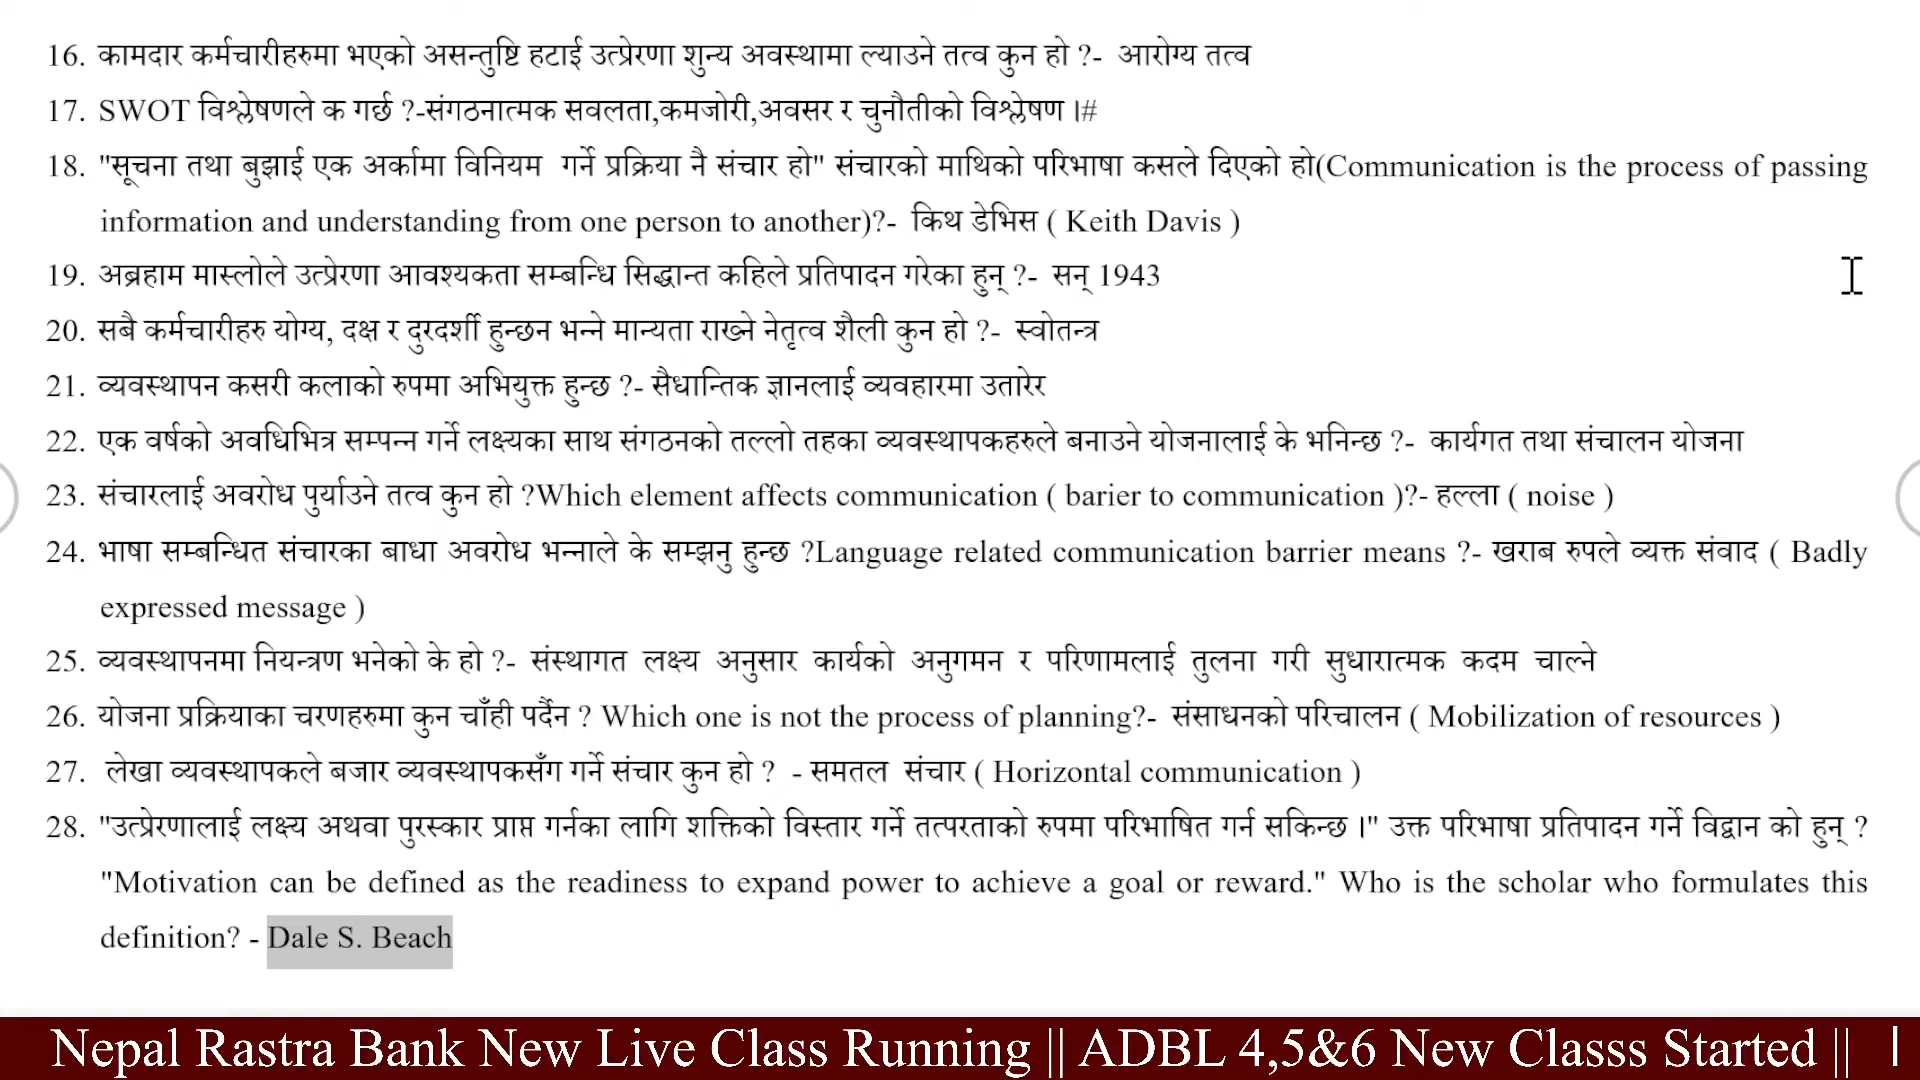 16. कामदार कर्मचारीहरुमा भएको असन्तुष्टि हटाई उत्प्रेरणा शुन्य अवस्थामा ल्याउने तत्व कुन हो ?- आरोग्य तत्व
17. SWOT विश्लेषणले क गर्छ ?-संगठनात्मक सवलता,कमजोरी,अवसर र चुनौतीको विश्लेषण ।#
18. "सूचना तथा बुझाई एक अर्कामा विनियम गर्ने प्रक्रिया नै संचार हो" संचारको माथिको परिभाषा कसले दिएको हो(Communication is the process of passing
information and understanding from one person to another)?- किथ डेभिस ( Keith Davis )
19. अब्रहाम मास्लोले उत्प्रेरणा आवश्यकता सम्बन्धि सिद्धान्त कहिले प्रतिपादन गरेका हुन् ?- सन् 1943
20. सबै कर्मचारीहरु योग्य, दक्ष र दुरदर्शी हुन्छन भन्ने मान्यता राख्ने नेतृत्व शैली कुन हो ?- स्वोतन्त्र
21. व्यवस्थापन कसरी कलाको रुपमा अभियुक्त हुन्छ ?- सैधान्तिक ज्ञानलाई व्यवहारमा उतारेर
22. एक वर्षको अवधिभित्र सम्पन्न गर्ने लक्ष्यका साथ संगठनको तल्लो तहका व्यवस्थापकहरुले बनाउने योजनालाई के भनिन्छ ?- कार्यगत तथा संचालन योजना
23. संचारलाई अवरोध पुर्याउने तत्व कुन हो ?Which element affects communication ( barier to communication )?- हल्ला ( noise )
24. भाषा सम्बन्धित संचारका बाधा अवरोध भन्नाले के सम्झनु हुन्छ ?Language related communication barrier means ?- खराब रुपले व्यक्त संवाद ( Badly
expressed message )
25. व्यवस्थापनमा नियन्त्रण भनेको के हो ?- संस्थागत लक्ष्य अनुसार कार्यको अनुगमन र परिणामलाई तुलना गरी सुधारात्मक कदम चाल्ने
26. योजना प्रक्रियाका चरणहरुमा कुन चाँही पर्दैन ? Which one is not the process of planning?- संसाधनको परिचालन ( Mobilization of resources )
27. लेखा व्यवस्थापकले बजार व्यवस्थापकसँग गर्ने संचार कुन हो ? - समतल संचार ( Horizontal communication )
28. "उत्प्रेरणालाई लक्ष्य अथवा पुरस्कार प्राप्त गर्नका लागि शक्तिको विस्तार गर्ने तत्परताको रुपमा परिभाषित गर्न सकिन्छ ।" उक्त परिभाषा प्रतिपादन गर्ने विद्वान को हुन् ?
"Motivation can be defined as the readiness to expand power to achieve a goal or reward." Who is the scholar who formulates this
definition? - Dale S. Beach
Nepal Rastra Bank New Live Class Running || ADBL 4,5&6 New Classs Started ||